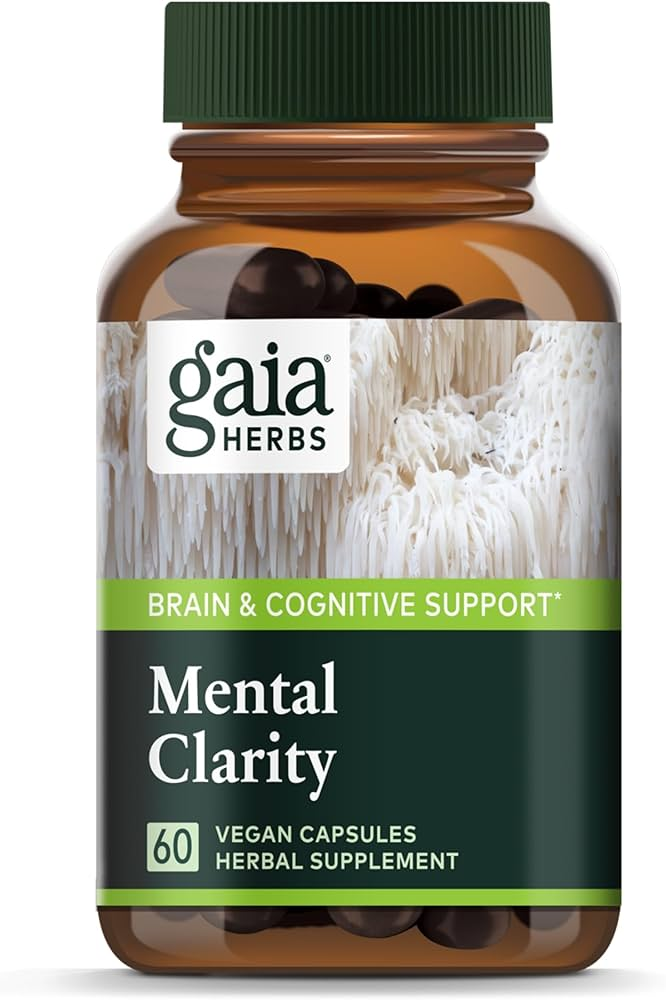 gaia®
HERBS
BRAIN & COGNITIVE SUPPORT*
Mental
Clarity
60 VEGAN CAPSULES
HERBAL SUPPLEMENT